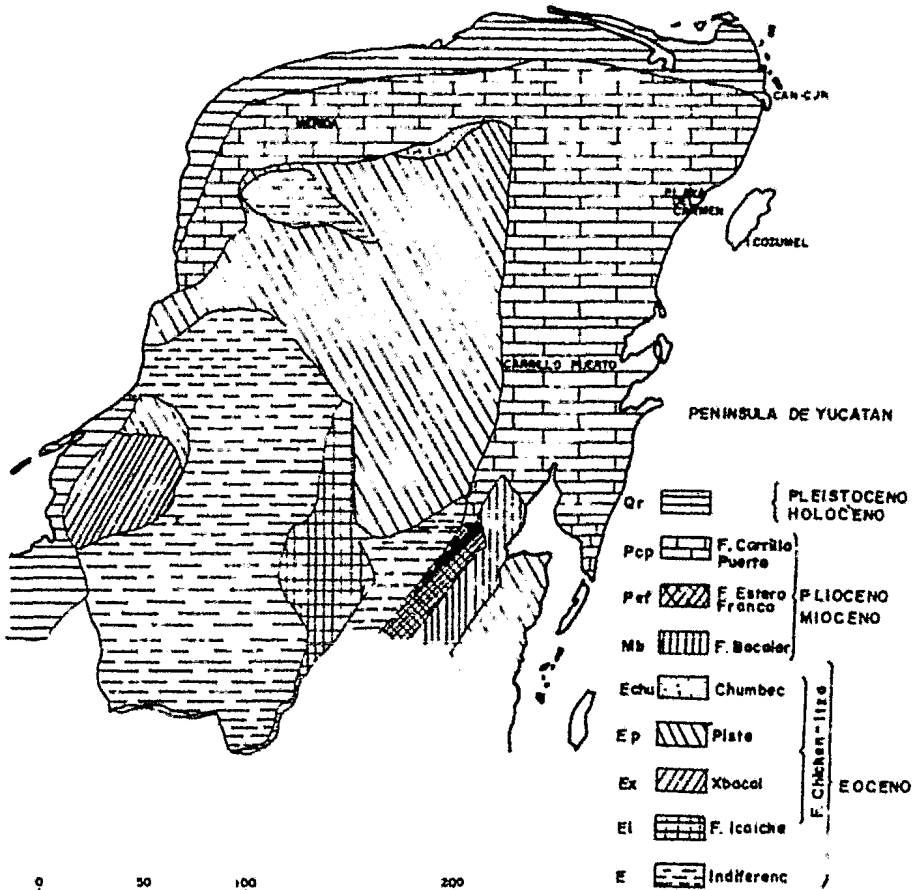 CAN-CUN
MERIDA
PLAYA
CARMEN
COZUMEL
CARRILLO PUERTO
PENINSULA DE YUCATAN
Qr PLEISTOCENO
HOLOCENO
Pcp F. Carrillo
Puerto
Pef F. Estero
Franco
PLIOCENO
MIOCENO
Mb F. Bacalar
Echu Chumbec
Ep Piste
Ex Xbacal
F. Chichen-Itza
EOCENO
Ei F. Icaiche
E Indiferenc
0 50 100 200